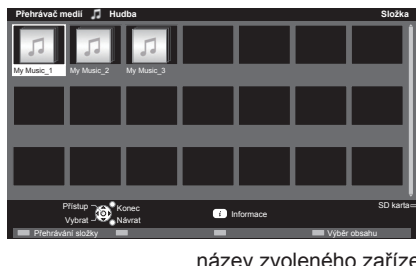 Přehrávač medií Hudba Složka
My Music_1 My Music_2 My Music_3
Přístup Konec SD karta
i Informace
Vybrat Návrat
Přehrávání složky Výběr obsahu
název zvoleného